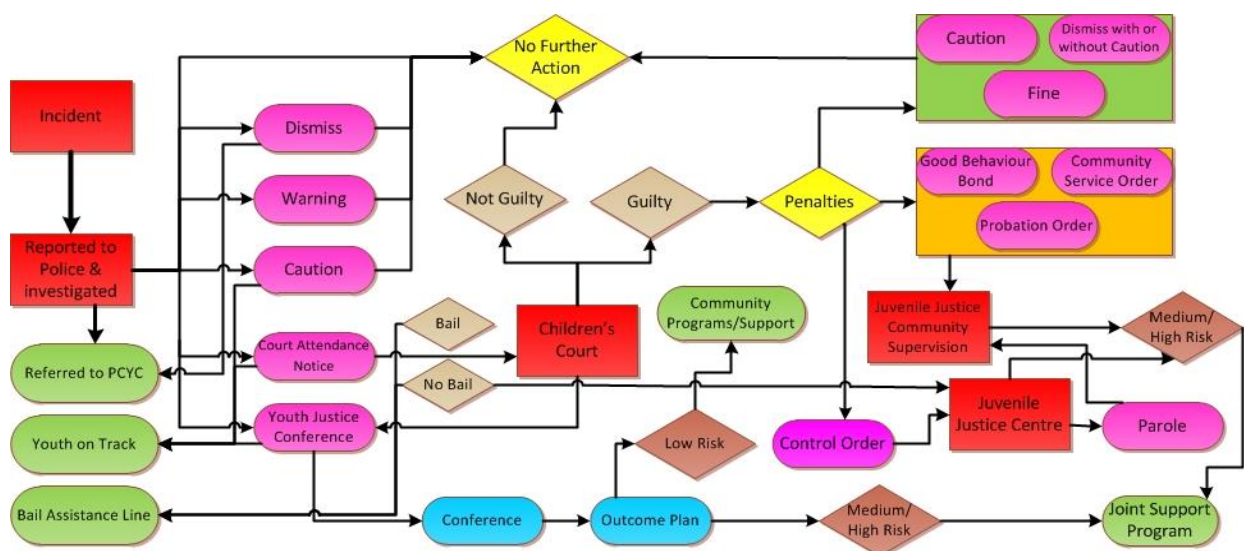 Incident
Reported to
Police &
investigated
Referred to PCYC
Youth on Track
Bail Assistance Line
Dismiss
Warning
Caution
Court Attendance
Notice
Youth Justice
Conference
No Further
Action
Not Guilty
Guilty
Bail
No Bail
Children's
Court
Conference
Outcome Plan
Low Risk
Community
Programs/Support
Penalties
Control Order
Medium/
High Risk
Caution
Dismiss with or
without Caution
Fine
Good Behaviour
Bond
Community
Service Order
Probation Order
Juvenile Justice
Community
Supervision
Medium/
High Risk
Juvenile
Justice Centre
Parole
Joint Support
Program